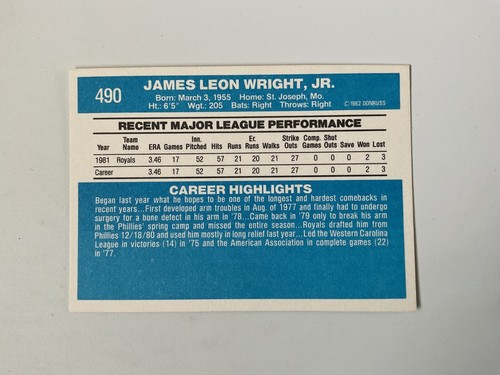 490 JAMES LEON WRIGHT, JR.
Born: March 3, 1955 Home: St. Joseph, Mo.
Ht.: 6'5" Wgt.: 205 Bats: Right Throws: Right
© 1982 DONRUSS
RECENT MAJOR LEAGUE PERFORMANCE
Year Team Name ERA Games Inn. Pitched Hits Runs Er. Runs Walks Strike Outs Comp. Games Shut Outs Save Won Lost
1981 Royals 3.46 17 52 57 21 20 21 27 0 0 0 2 3
Career 3.46 17 52 57 21 20 21 27 0 0 0 2 3
CAREER HIGHLIGHTS
Began last year what he hopes to be one of the longest and hardest comebacks in
recent years...First arm troubles developed in Aug. of 1977 and finally had to undergo
surgery for a bone defect in his arm in '78...Came back in '79 only to break his arm
in the Phillies' spring camp and missed the entire season...Royals drafted him from
Phillies 12/18/80 and used him mostly in long relief last year...Led the Western Carolina
League in victories (14) in '75 and the American Association in complete games (22)
in '77.